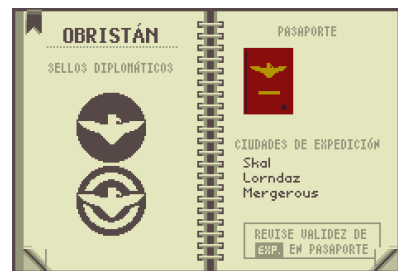 OBRISTÁN
SELLOS DIPLOMÁTICOS
PASAPORTE
CIUDADES DE EXPEDICIÓN
Skal
Lorndaz
Mergerous
REVISE VALIDEZ DE
EXP. EN PASAPORTE